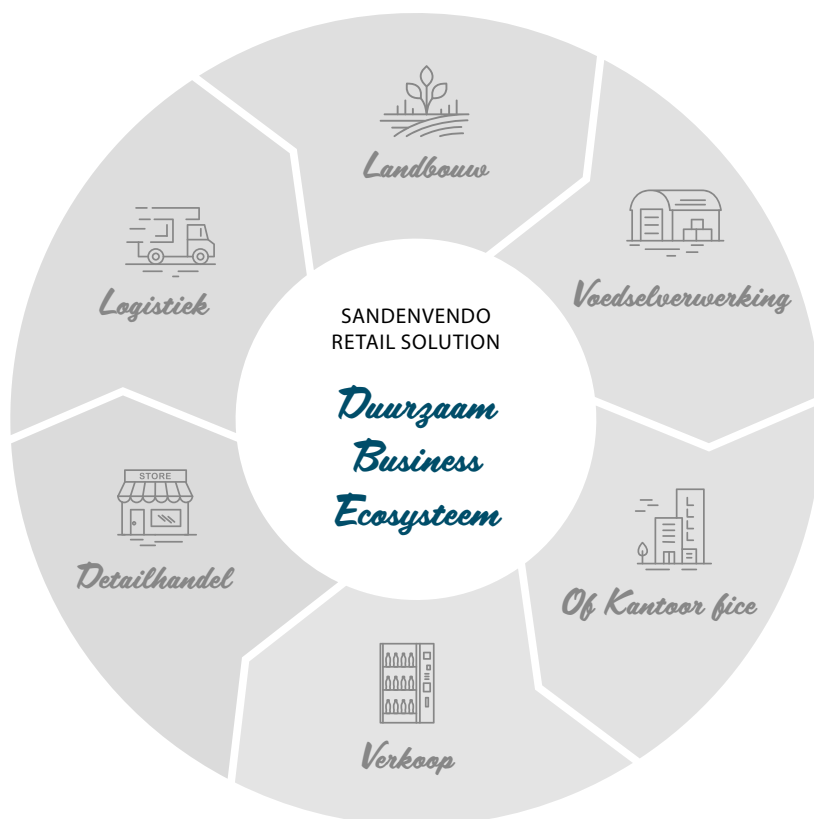 Landbouw
Voedselverwerking
Logistiek
SANDENVENDO
RETAIL SOLUTION
Duurzaam
Business
Ecosysteem
STORE
Detailhandel
Of Kantoor fice
Verkoop